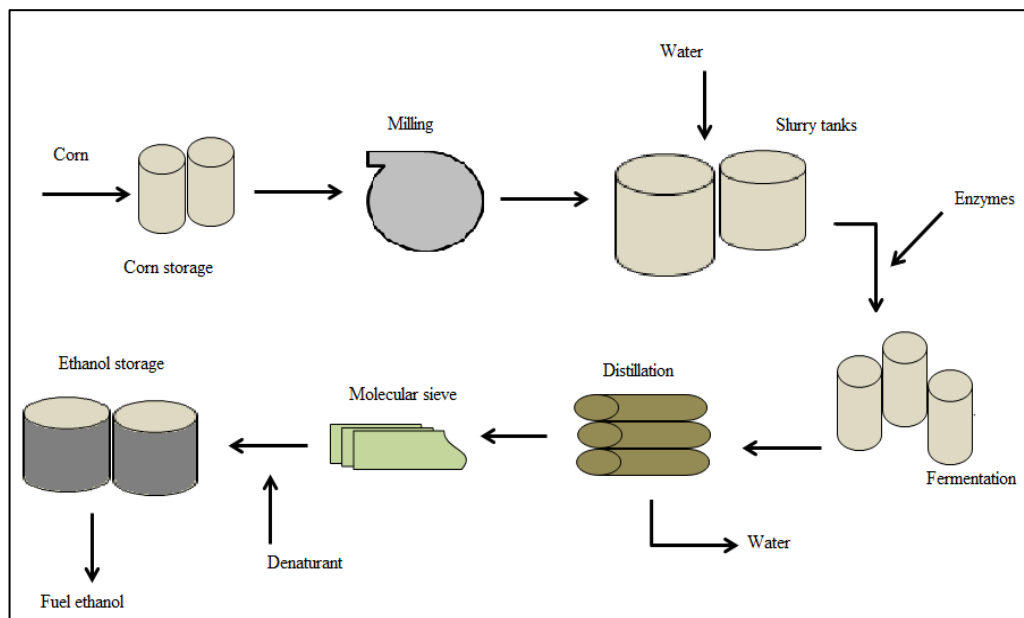 Water
Milling
Slurry tanks
Corn
Enzymes
Corn storage
Ethanol storage
Distillation
Molecular sieve
Fermentation
Water
Denaturant
Fuel ethanol